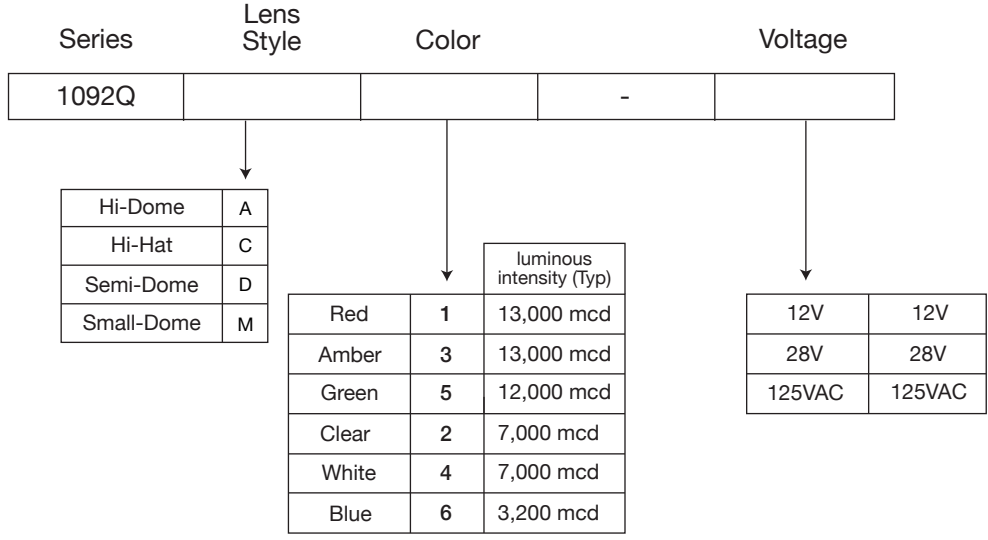 Series Lens Style Color Voltage
1092Q -
Hi-Dome A
Hi-Hat C
Semi-Dome D
Small-Dome M
luminous
intensity (Typ)
Red 1 13,000 mcd
Amber 3 13,000 mcd
Green 5 12,000 mcd
Clear 2 7,000 mcd
White 4 7,000 mcd
Blue 6 3,200 mcd
12V 12V
28V 28V
125VAC 125VAC